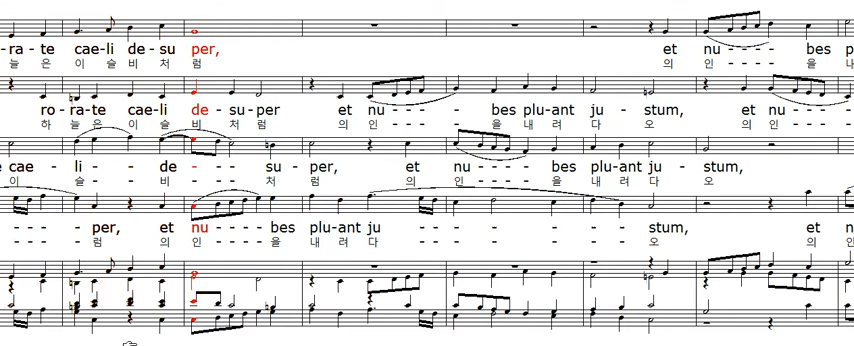 -ra - te cae-li de - su per, et nu - - - - bes p
늘 은 이 슬 비 처 럼 의 인 - - - - 을 내
ro-ra-te cae-li de-su-per et nu - - - - bes plu-ant ju - stum, et nu - - - -
하 늘 은 이 슬 비 처 럼 의 인 - - - - 을 내 려 다 오 의 인 - - - -
e cae - li - de - - - su - per, et nu - - - - bes plu-ant ju - stum,
이 슬 - 비 - - - 처 럼 의 인 - - - - 을 내 려 다 오
- - - per, et nu - - - - bes plu-ant ju - - - - - stum, et n
- - - 럼 의 인 - - - - 을 내 려 다 - - - - - 오 의 인